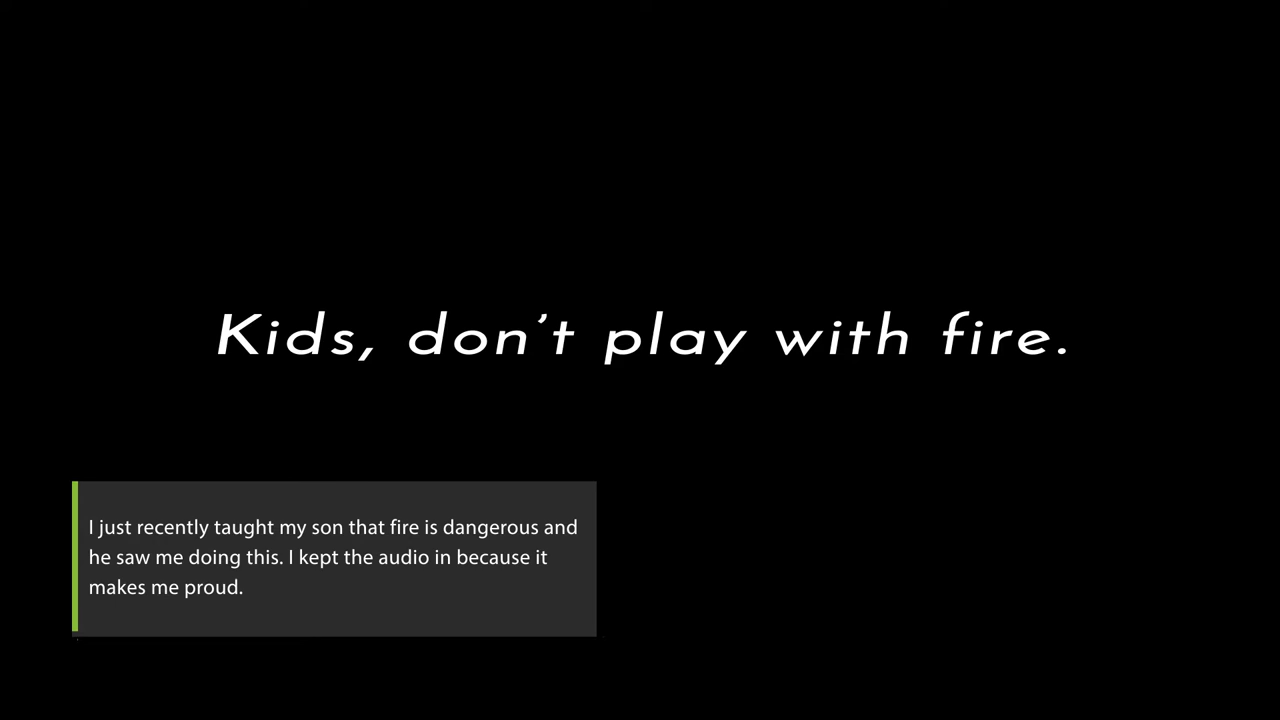 Kids, don’t play with fire.
I just recently taught my son that fire is dangerous and
he saw me doing this. I kept the audio in because it
makes me proud.